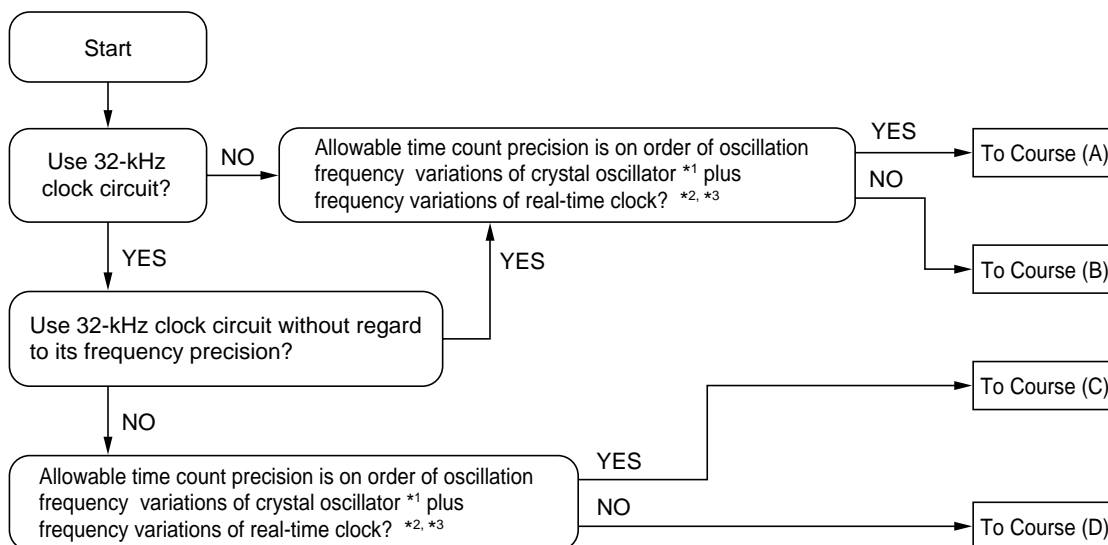 Start
Use 32-kHz
clock circuit?
NO
Allowable time count precision is on order of oscillation
frequency variations of crystal oscillator *1 plus
frequency variations of real-time clock? *2, *3
YES
To Course (A)
NO
To Course (B)
YES
YES
Use 32-kHz clock circuit without regard
to its frequency precision?
To Course (C)
NO
Allowable time count precision is on order of oscillation
frequency variations of crystal oscillator *1 plus
frequency variations of real-time clock? *2, *3
YES
NO
To Course (D)